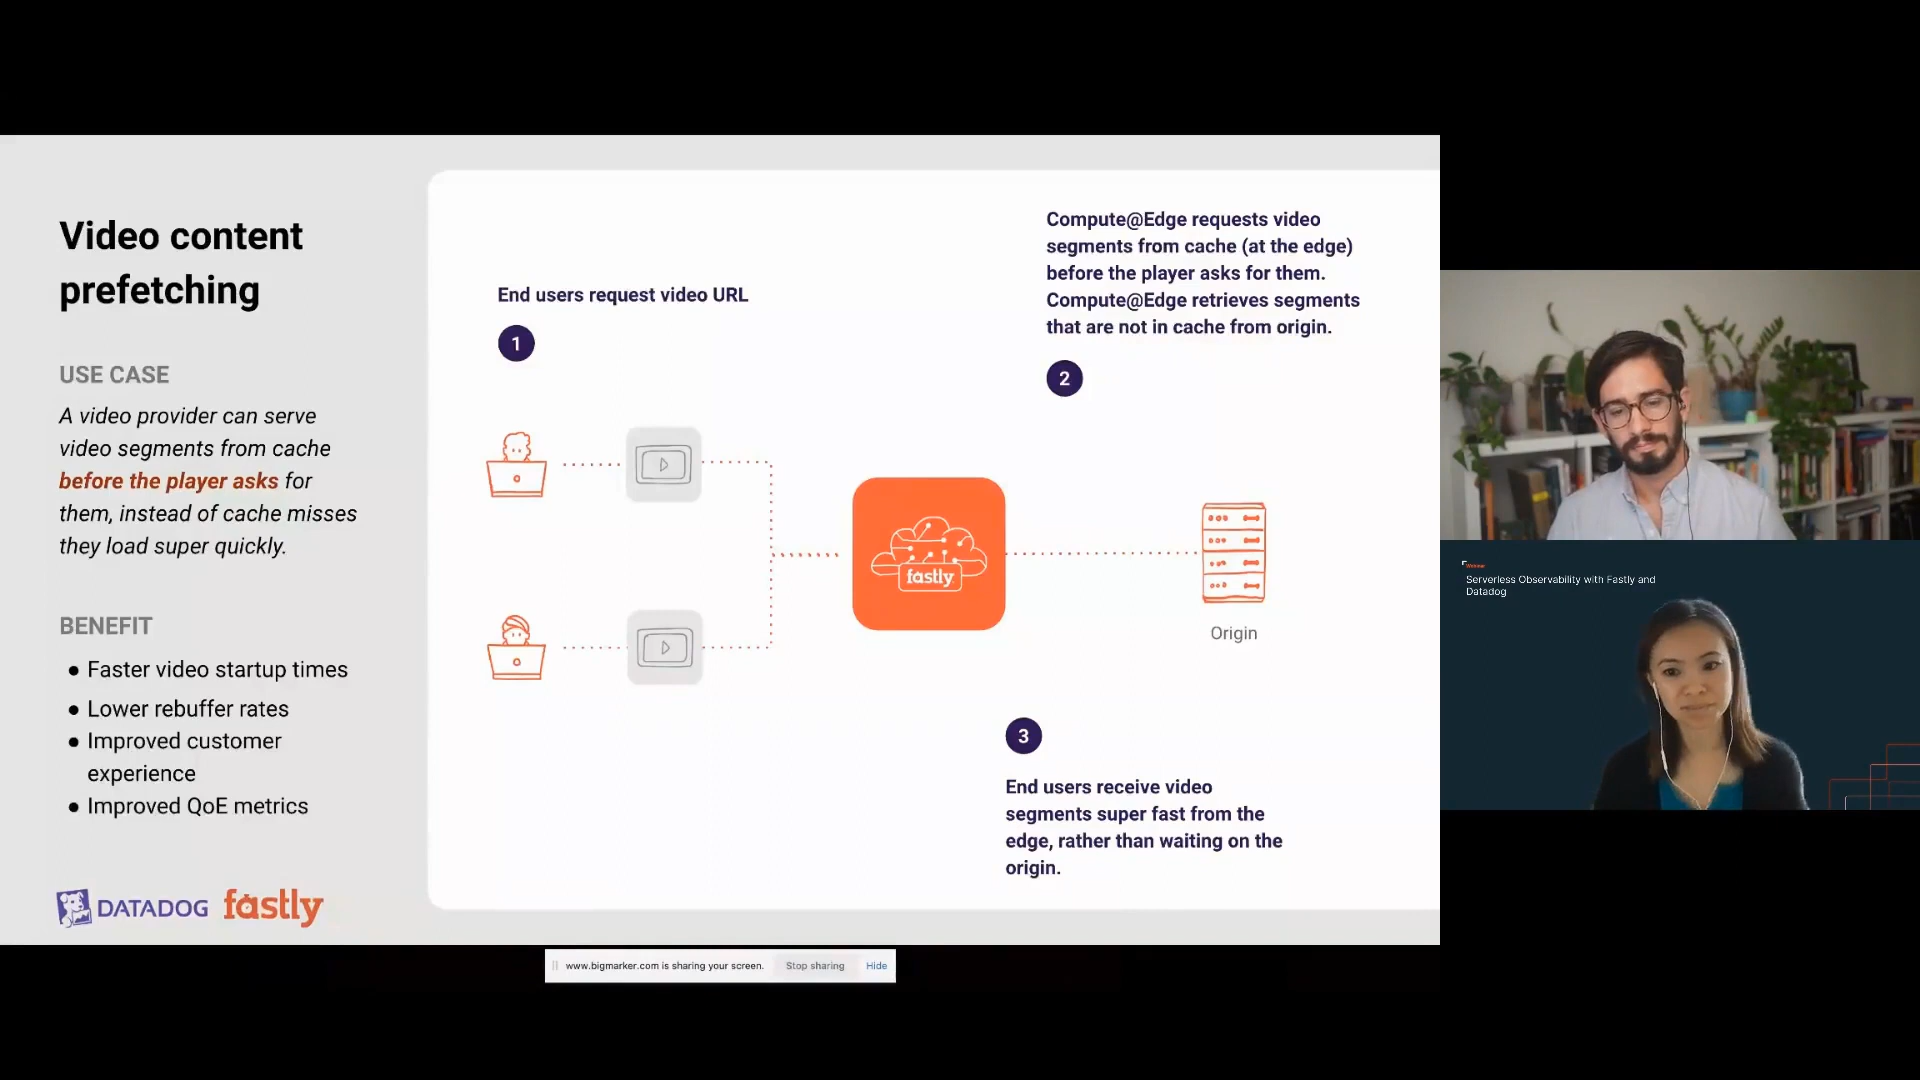 Video content
prefetching
USE CASE
A video provider can serve
video segments from cache
before the player asks for
them, instead of cache misses
they load super quickly.
BENEFIT
● Faster video startup times
● Lower rebuffer rates
● Improved customer
experience
● Improved QoE metrics
DATADOG fastly
End users request video URL
1
Compute@Edge requests video
segments from cache (at the edge)
before the player asks for them.
Compute@Edge retrieves segments
that are not in cache from origin.
2
fastly
Origin
3
End users receive video
segments super fast from the
edge, rather than waiting on the
origin.
Webinar
Serverless Observability with Fastly and
Datadog
www.bigmarker.com is sharing your screen. Stop sharing Hide